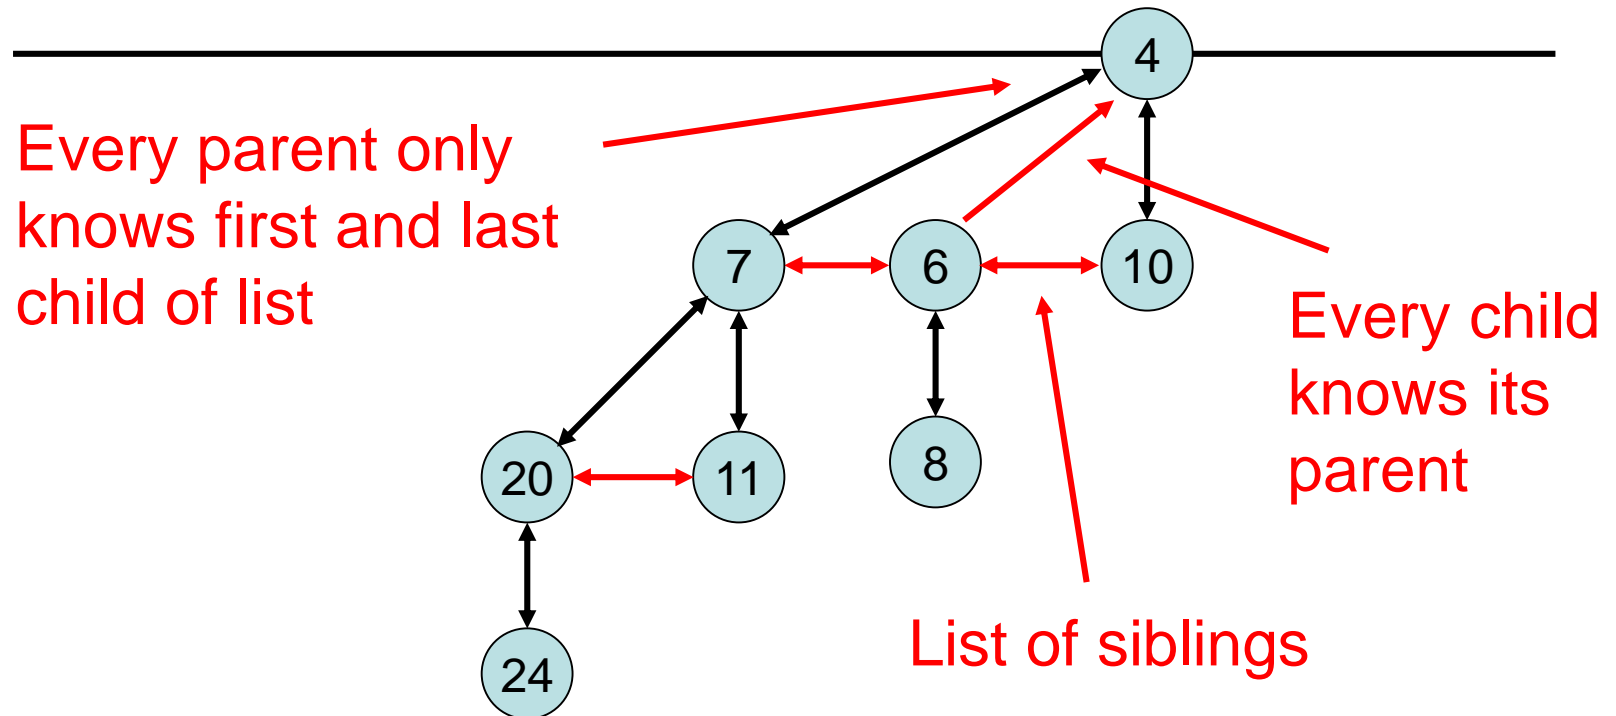 4
Every parent only
knows first and last
child of list
7
6
10
Every child
knows its
parent
20
11
8
List of siblings
24